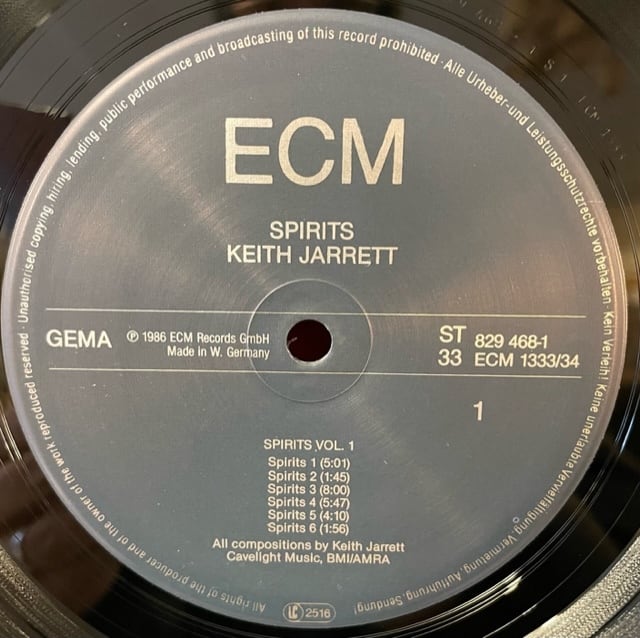 ECM
SPIRITS
KEITH JARRETT
GEMA
℗ 1986 ECM Records GmbH
Made in W. Germany
ST
33
829 468-1
ECM 1333/34
1
SPIRITS VOL. 1
Spirits 1 (5:01)
Spirits 2 (1:45)
Spirits 3 (8:00)
Spirits 4 (5:47)
Spirits 5 (4:10)
Spirits 6 (1:56)
All compositions by Keith Jarrett
Cavelight Music, BMI/AMRA
LC 2516
All rights of the producer and of the owner of the work reproduced reserved · Unauthorised copying, hiring, lending, public performance and broadcasting of this record prohibited · Alle Urheber-und Leistungsschutzrechte vorbehalten · Kein Verleih! Keine unerlaubte Vervielfältigung, Vermietung, Aufführung, Sendung!